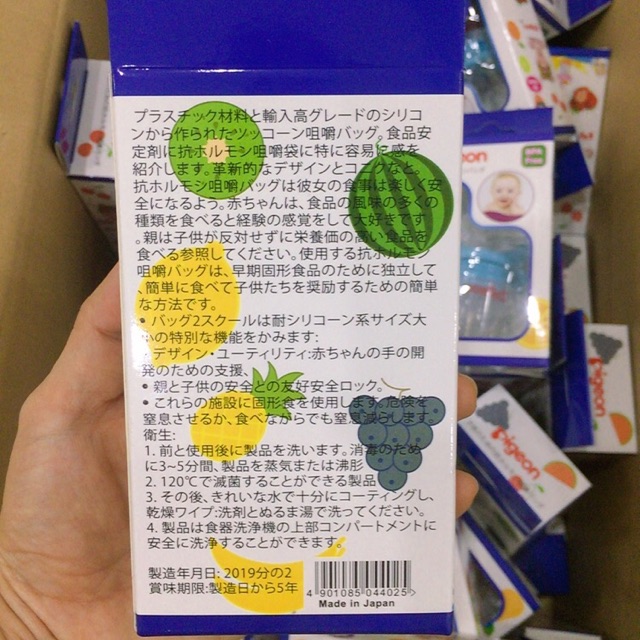 プラスチック材料と輸入高グレードのシリコ
ンから作られたツッコーン咀嚼バッグ。食品安
定剤に抗ホルモン咀嚼袋に特に容易に感を
紹介します。革新的なデザインとコ
抗ホルモン咀嚼バッグは彼女の食事は楽しく安
全になるよう。赤ちゃんは、食品の風味の多くの
種類を食べると経験の感覚をして大好きです
。親は子供が反対せずに栄養価の高い食品を
食べる参照してください。使用する抗ホルモン
咀嚼バッグは、早期固形食品のために独立して
、簡単に食べて子供たちを奨励するための簡単
な方法です。
• バッグ2スクールは耐シリコーン系サイズ大
小の特別な機能をかみます:
• デザイン・ユーティリティ:赤ちゃんの手の開
発のための支援、
• 親と子供の安全との友好安全ロック。
• これらの施設に固形食を使用します。危険を
窒息させるか、食べながらでも窒息減らします。
衛生:
1. 前と使用後に製品を洗います。消毒のため
に3~5分間、製品を蒸気または沸形
2. 120℃で滅菌することができる製品
3. その後、きれいな水で十分にコーティングし、
乾燥ワイプ:洗剤とぬるま湯で洗ってください。
4. 製品は食器洗浄機の上部コンパートメントに
安全に洗浄することができます。
製造年月日: 2019分の2
賞味期限:製造日から5年
4 901085 044025
Made in Japan
Pigeon
Pigeon